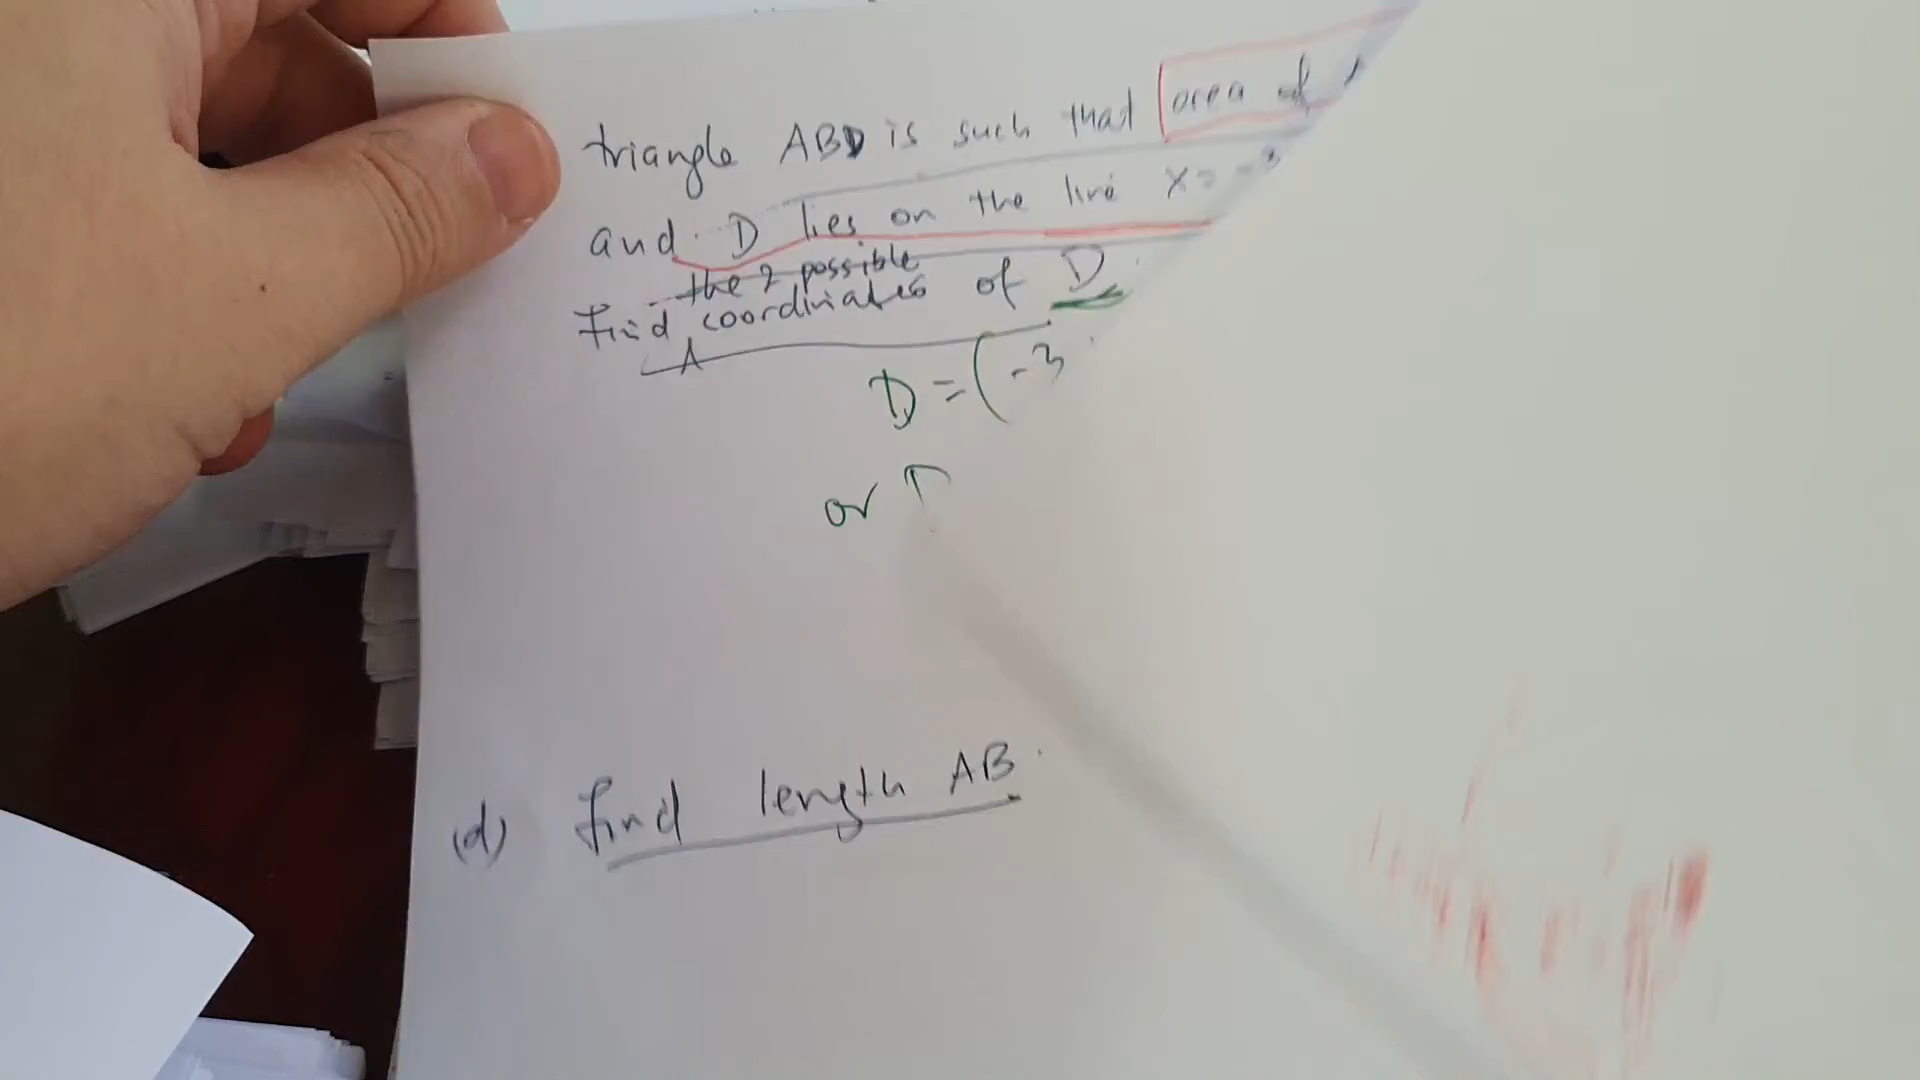 triangle ABD is such that area of
and D lies on the line x = -3
the 2 possible
Find coordinates of D.
D = (-3
or
(d) Find length AB.